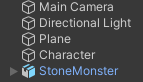 Main Camera
Directional Light
Plane
Character
StoneMonster